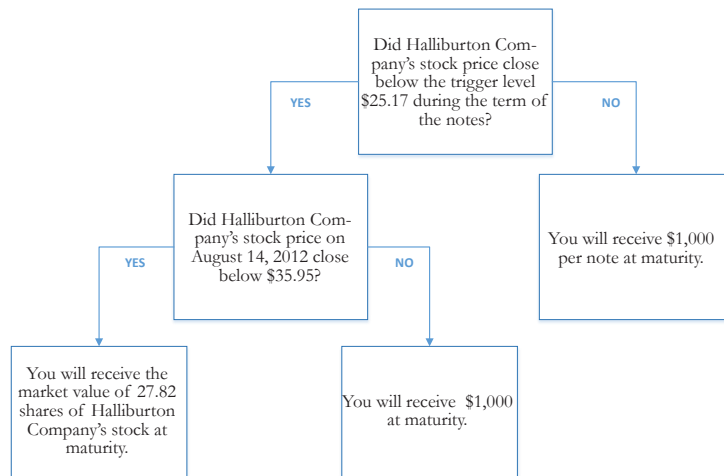 Did Halliburton Com-
pany's stock price close
below the trigger level
$25.17 during the term of
the notes?
YES
NO
Did Halliburton Com-
pany's stock price on
August 14, 2012 close
below $35.95?
You will receive $1,000
per note at maturity.
YES
NO
You will receive the
market value of 27.82
shares of Halliburton
Company's stock at
maturity.
You will receive $1,000
at maturity.